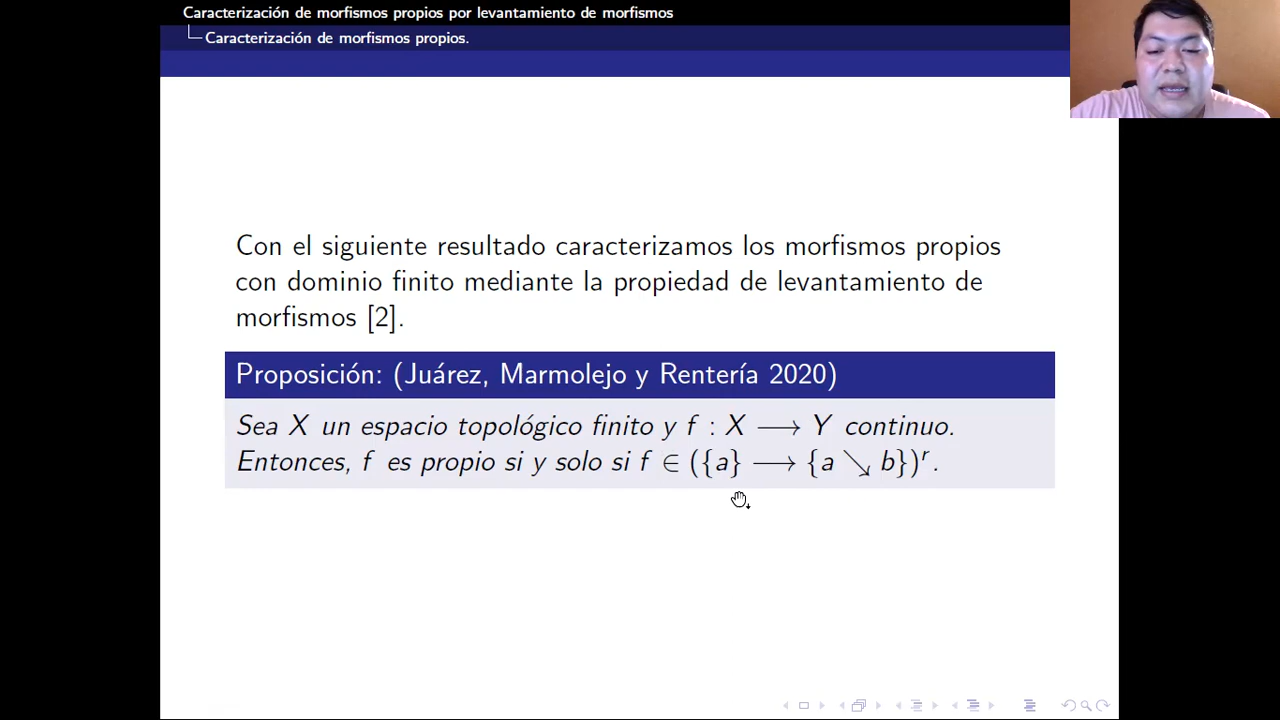 Caracterización de morfismos propios por levantamiento de morfismos
Caracterización de morfismos propios.
Con el siguiente resultado caracterizamos los morfismos propios
con dominio finito mediante la propiedad de levantamiento de
morfismos [2].
Proposición: (Juárez, Marmolejo y Rentería 2020)
Sea X un espacio topológico finito y f : X ⟶ Y continuo.
Entonces, f es propio si y solo si f ∈ ({a} ⟶ {a ↘ b})ʳ.